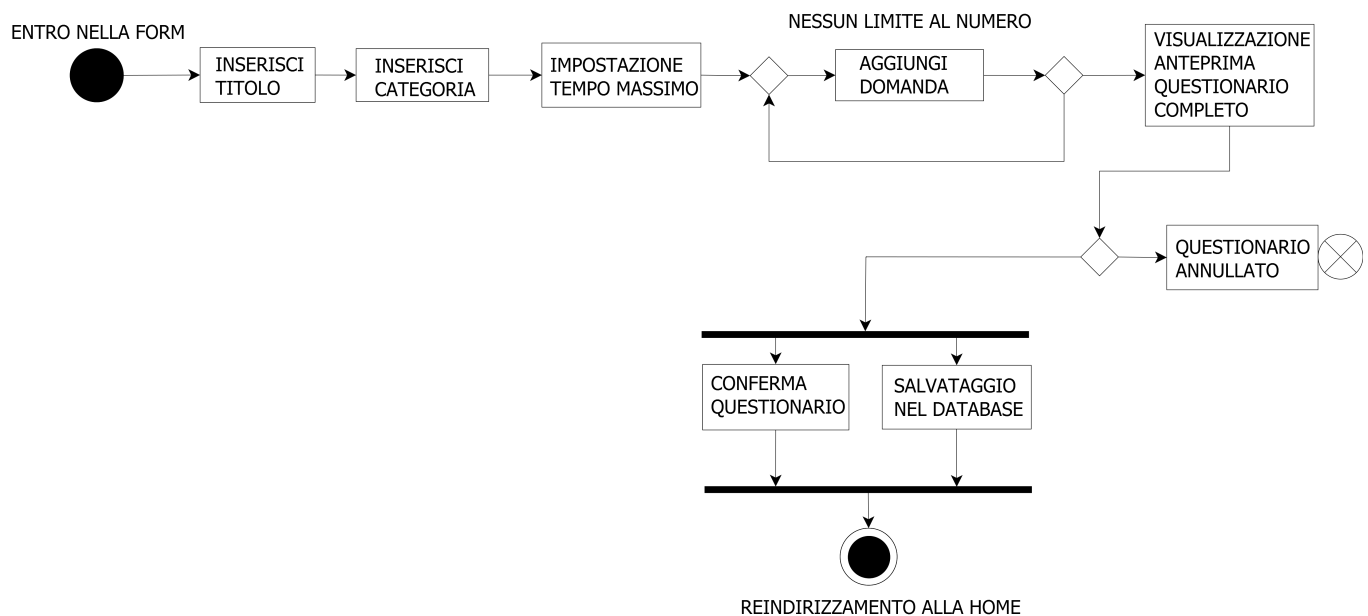 ENTRO NELLA FORM
INSERISCI
TITOLO
INSERISCI
CATEGORIA
IMPOSTAZIONE
TEMPO MASSIMO
NESSUN LIMITE AL NUMERO
AGGIUNGI
DOMANDA
VISUALIZZAZIONE
ANTEPRIMA
QUESTIONARIO
COMPLETO
QUESTIONARIO
ANNULLATO
CONFERMA
QUESTIONARIO
SALVATAGGIO
NEL DATABASE
REINDIRIZZAMENTO ALLA HOME